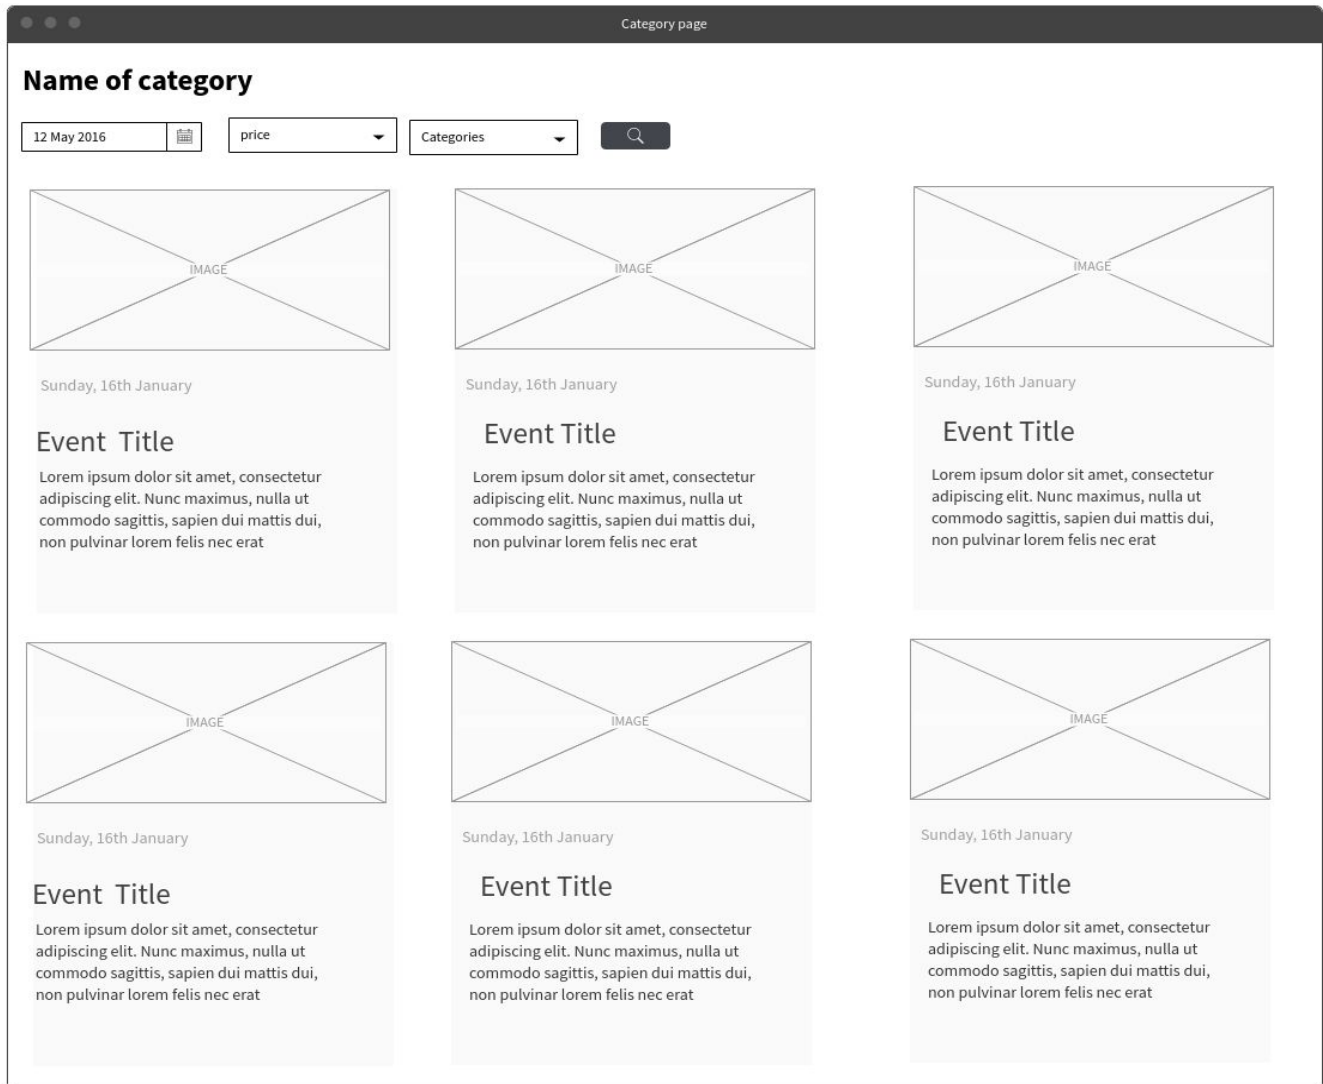 Category page
Name of category
12 May 2016
price
Categories
IMAGE
IMAGE
IMAGE
Sunday, 16th January
Sunday, 16th January
Sunday, 16th January
Event  Title
Event Title
Event Title
Lorem ipsum dolor sit amet, consectetur
adipiscing elit. Nunc maximus, nulla ut
commodo sagittis, sapien dui mattis dui,
non pulvinar lorem felis nec erat
Lorem ipsum dolor sit amet, consectetur
adipiscing elit. Nunc maximus, nulla ut
commodo sagittis, sapien dui mattis dui,
non pulvinar lorem felis nec erat
Lorem ipsum dolor sit amet, consectetur
adipiscing elit. Nunc maximus, nulla ut
commodo sagittis, sapien dui mattis dui,
non pulvinar lorem felis nec erat
IMAGE
IMAGE
IMAGE
Sunday, 16th January
Sunday, 16th January
Sunday, 16th January
Event  Title
Event Title
Event Title
Lorem ipsum dolor sit amet, consectetur
adipiscing elit. Nunc maximus, nulla ut
commodo sagittis, sapien dui mattis dui,
non pulvinar lorem felis nec erat
Lorem ipsum dolor sit amet, consectetur
adipiscing elit. Nunc maximus, nulla ut
commodo sagittis, sapien dui mattis dui,
non pulvinar lorem felis nec erat
Lorem ipsum dolor sit amet, consectetur
adipiscing elit. Nunc maximus, nulla ut
commodo sagittis, sapien dui mattis dui,
non pulvinar lorem felis nec erat